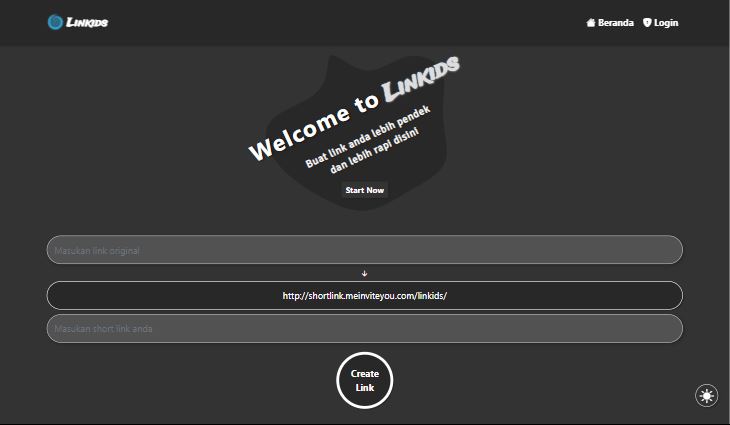 Linkids
Beranda
Login
Welcome to Linkids
Buat link anda lebih pendek
dan lebih rapi disini
Start Now
Masukan link original
http://shortlink.meinviteyou.com/linkids/
Masukan short link anda
Create
Link